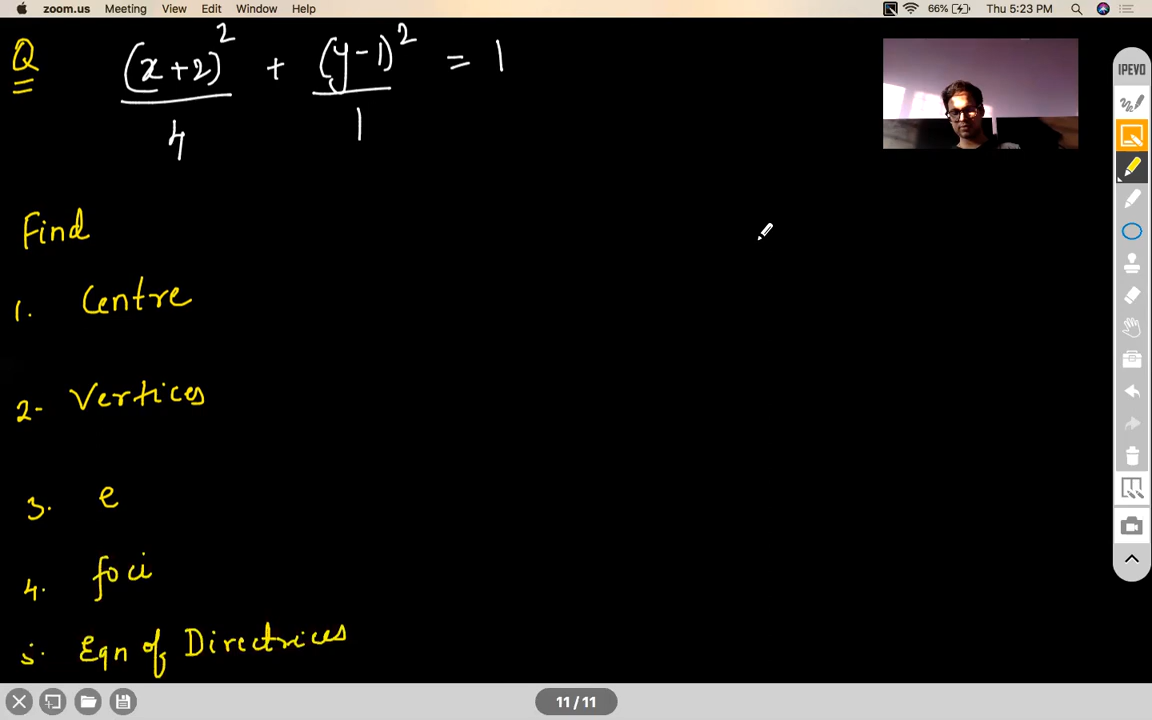 zoom.us Meeting View Edit Window Help 66% Thu 5:23 PM
Q (x+2)² / 4 + (y-1)² / 1 = 1
IPEVO
Find
1. Centre
2- Vertices
3. e
4. foci
5. Eqn of Directrices
11/11